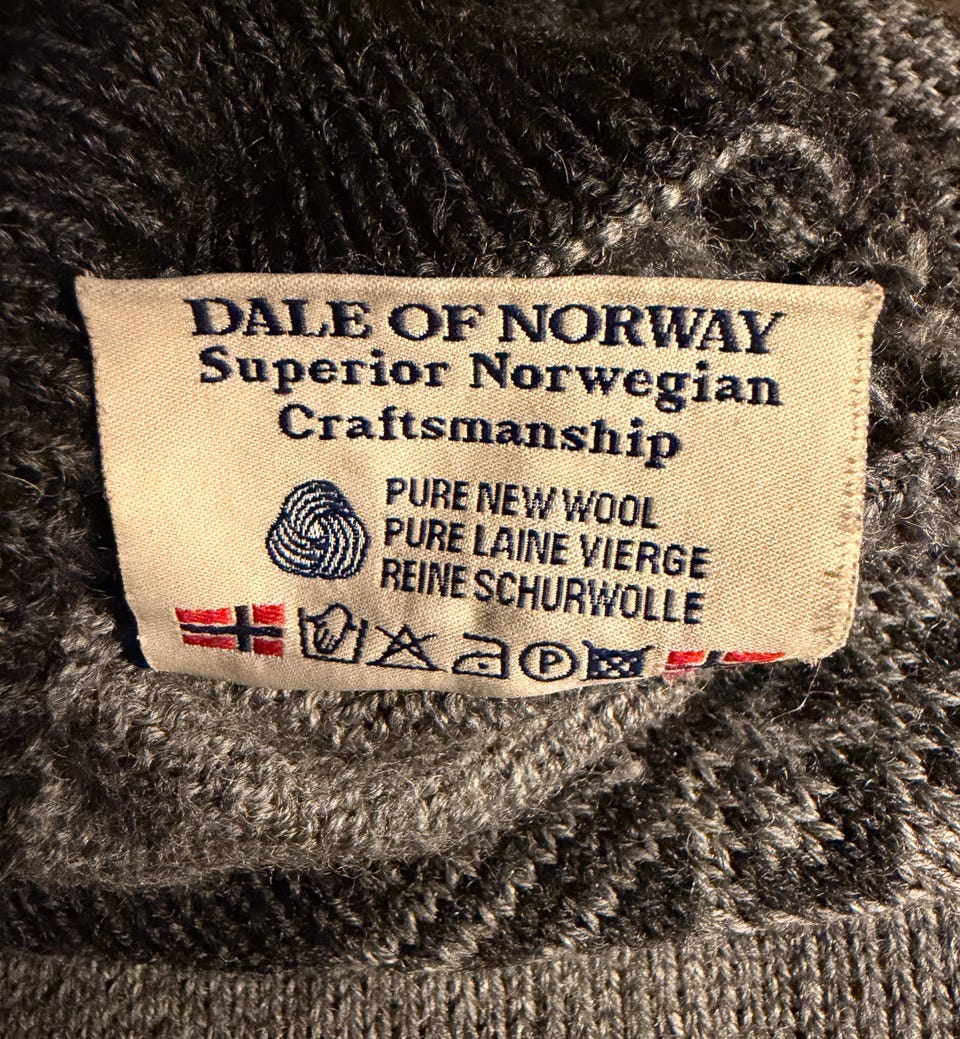 DALE OF NORWAY
Superior Norwegian
Craftsmanship
PURE NEW WOOL
PURE LAINE VIERGE
REINE SCHURWOLLE
P